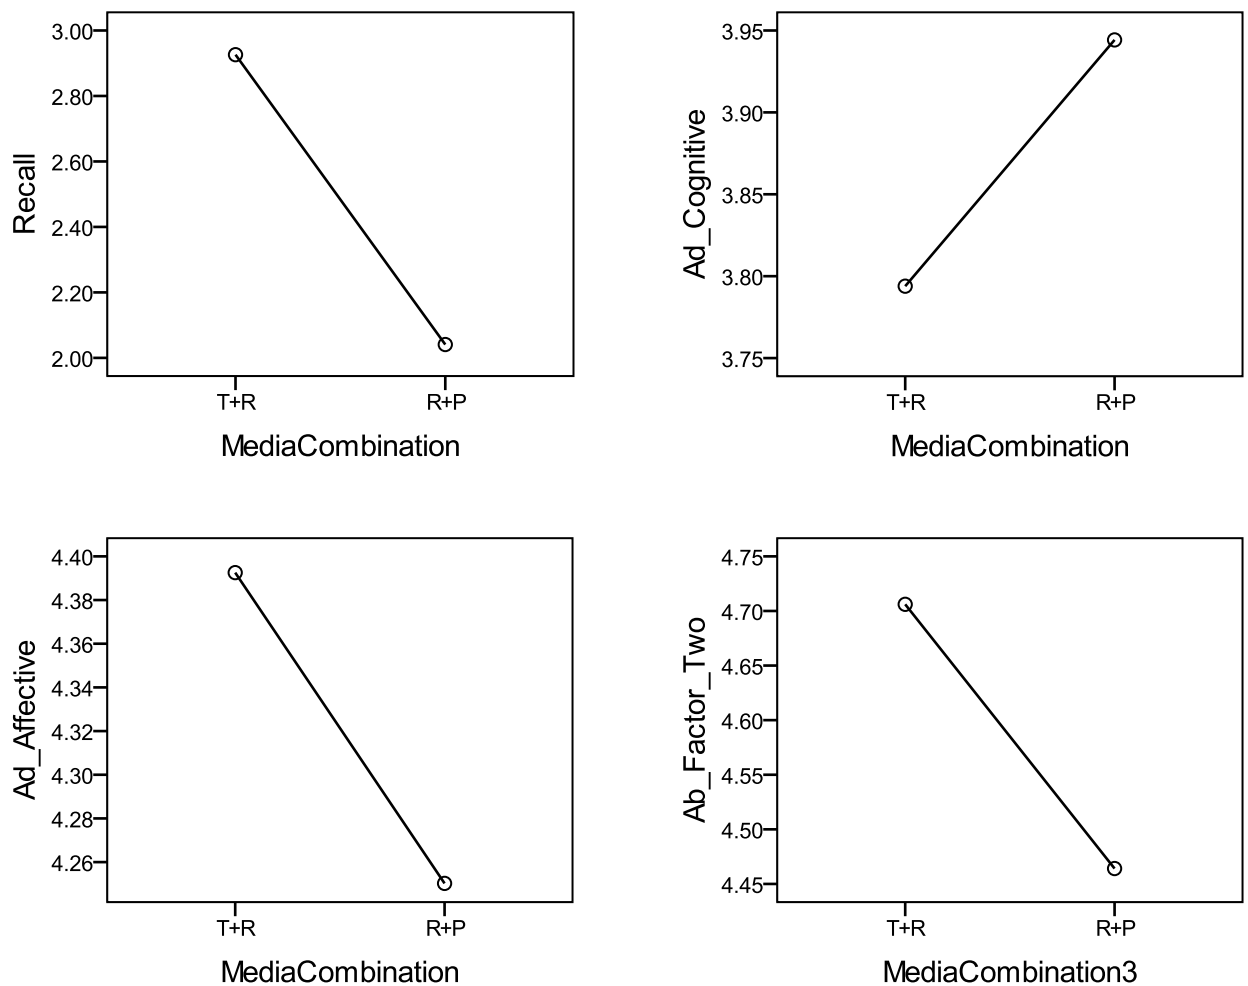 Recall
3.00
2.80
2.60
2.40
2.20
2.00
T+R R+P
MediaCombination
Ad_Cognitive
3.95
3.90
3.85
3.80
3.75
T+R R+P
MediaCombination
Ad_Affective
4.40
4.38
4.36
4.34
4.32
4.30
4.28
4.26
T+R R+P
MediaCombination
Ab_Factor_Two
4.75
4.70
4.65
4.60
4.55
4.50
4.45
T+R R+P
MediaCombination3